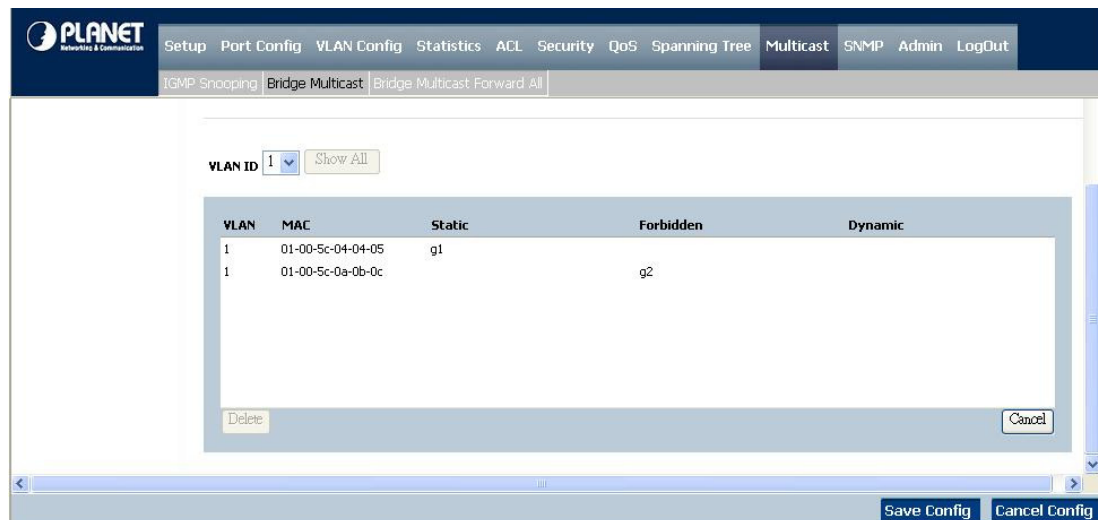 PLANET
Networking & Communication
Setup Port Config VLAN Config Statistics ACL Security QoS Spanning Tree Multicast SNMP Admin LogOut
IGMP Snooping Bridge Multicast Bridge Multicast Forward All
VLAN ID 1 Show All
VLAN MAC Static Forbidden Dynamic
1 01-00-5c-04-04-05 g1
1 01-00-5c-0a-0b-0c g2
Delete Cancel
Save Config Cancel Config